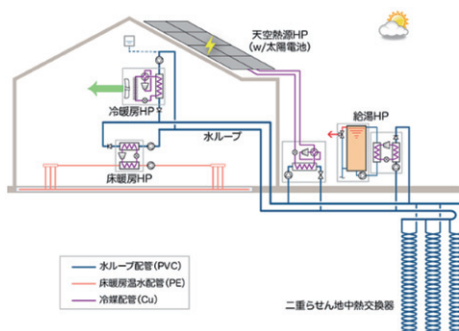 天空熱源HP
(w/太陽電池)
冷暖房HP
給湯HP
水ループ
床暖房HP
水ループ配管(PVC)
床暖房温水配管(PE)
冷媒配管(Cu)
二重らせん地中熱交換器